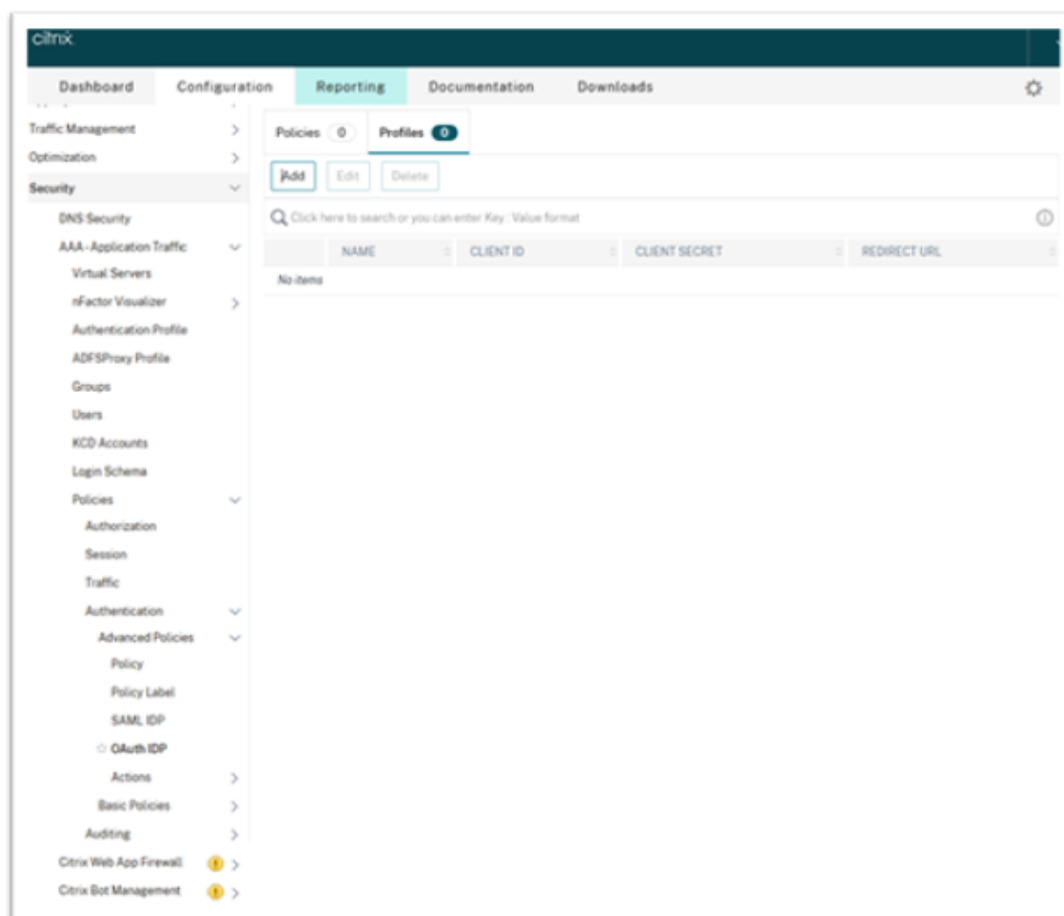 citrix
Dashboard Configuration Reporting Documentation Downloads
Traffic Management
Optimization
Security
DNS Security
AAA - Application Traffic
Virtual Servers
nFactor Visualizer
Authentication Profile
ADFSProxy Profile
Groups
Users
KCD Accounts
Login Schema
Policies
Authorization
Session
Traffic
Authentication
Advanced Policies
Policy
Policy Label
SAML IDP
OAuth IDP
Actions
Basic Policies
Auditing
Citrix Web App Firewall
Citrix Bot Management
Policies 0 Profiles 0
Add Edit Delete
Click here to search or you can enter Key : Value format
NAME CLIENT ID CLIENT SECRET REDIRECT URL
No items